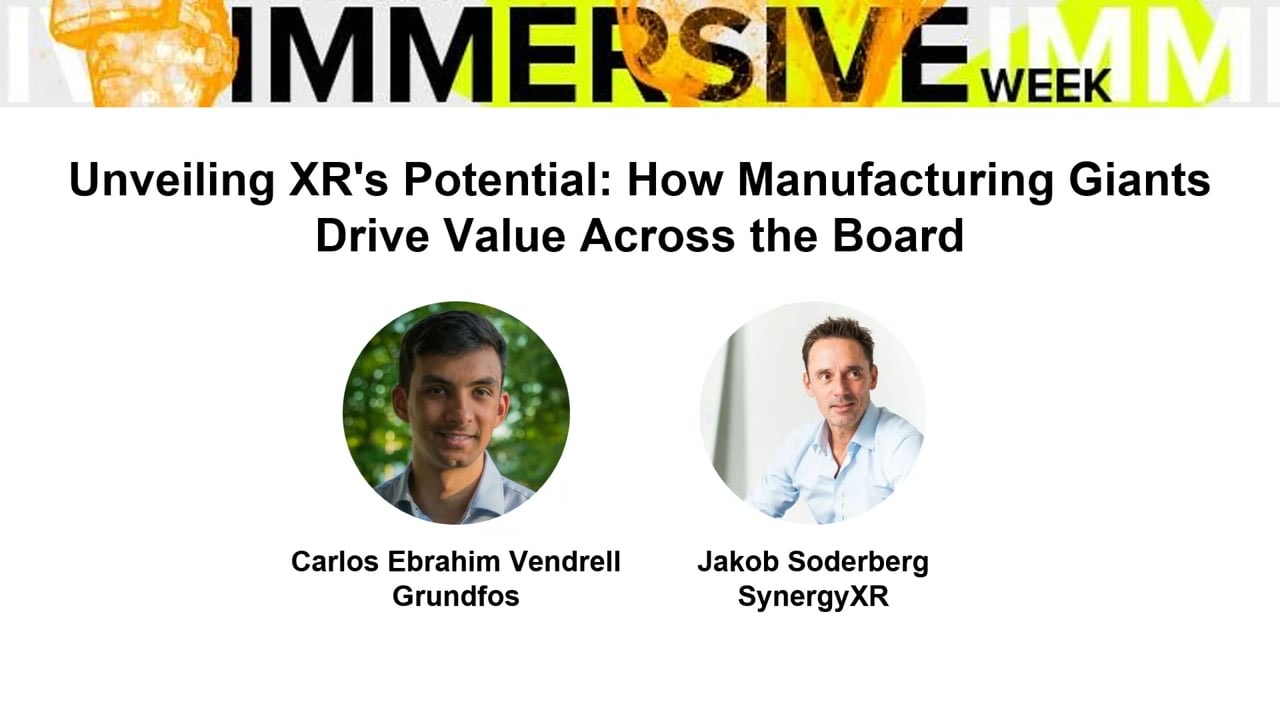 IMMERSIVE WEEK IMM
Unveiling XR's Potential: How Manufacturing Giants
Drive Value Across the Board
Carlos Ebrahim Vendrell
Grundfos
Jakob Soderberg
SynergyXR